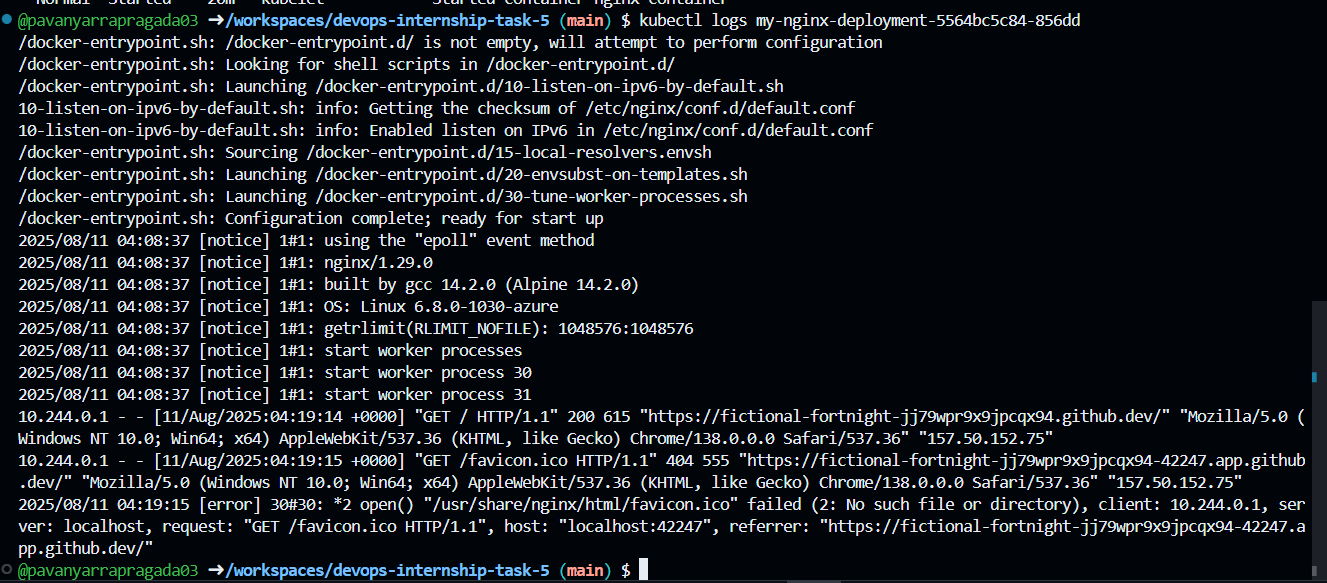 Normal  Started    20m   kubelet            Started container nginx-container
@pavanyarrapragada03 ➜/workspaces/devops-internship-task-5 (main) $ kubectl logs my-nginx-deployment-5564bc5c84-856dd
/docker-entrypoint.sh: /docker-entrypoint.d/ is not empty, will attempt to perform configuration
/docker-entrypoint.sh: Looking for shell scripts in /docker-entrypoint.d/
/docker-entrypoint.sh: Launching /docker-entrypoint.d/10-listen-on-ipv6-by-default.sh
10-listen-on-ipv6-by-default.sh: info: Getting the checksum of /etc/nginx/conf.d/default.conf
10-listen-on-ipv6-by-default.sh: info: Enabled listen on IPv6 in /etc/nginx/conf.d/default.conf
/docker-entrypoint.sh: Sourcing /docker-entrypoint.d/15-local-resolvers.envsh
/docker-entrypoint.sh: Launching /docker-entrypoint.d/20-envsubst-on-templates.sh
/docker-entrypoint.sh: Launching /docker-entrypoint.d/30-tune-worker-processes.sh
/docker-entrypoint.sh: Configuration complete; ready for start up
2025/08/11 04:08:37 [notice] 1#1: using the "epoll" event method
2025/08/11 04:08:37 [notice] 1#1: nginx/1.29.0
2025/08/11 04:08:37 [notice] 1#1: built by gcc 14.2.0 (Alpine 14.2.0)
2025/08/11 04:08:37 [notice] 1#1: OS: Linux 6.8.0-1030-azure
2025/08/11 04:08:37 [notice] 1#1: getrlimit(RLIMIT_NOFILE): 1048576:1048576
2025/08/11 04:08:37 [notice] 1#1: start worker processes
2025/08/11 04:08:37 [notice] 1#1: start worker process 30
2025/08/11 04:08:37 [notice] 1#1: start worker process 31
10.244.0.1 - - [11/Aug/2025:04:19:14 +0000] "GET / HTTP/1.1" 200 615 "https://fictional-fortnight-jj79wpr9x9jpcqx94.github.dev/" "Mozilla/5.0 (
Windows NT 10.0; Win64; x64) AppleWebKit/537.36 (KHTML, like Gecko) Chrome/138.0.0.0 Safari/537.36" "157.50.152.75"
10.244.0.1 - - [11/Aug/2025:04:19:15 +0000] "GET /favicon.ico HTTP/1.1" 404 555 "https://fictional-fortnight-jj79wpr9x9jpcqx94-42247.app.github
.dev/" "Mozilla/5.0 (Windows NT 10.0; Win64; x64) AppleWebKit/537.36 (KHTML, like Gecko) Chrome/138.0.0.0 Safari/537.36" "157.50.152.75"
2025/08/11 04:19:15 [error] 30#30: *2 open() "/usr/share/nginx/html/favicon.ico" failed (2: No such file or directory), client: 10.244.0.1, ser
ver: localhost, request: "GET /favicon.ico HTTP/1.1", host: "localhost:42247", referrer: "https://fictional-fortnight-jj79wpr9x9jpcqx94-42247.a
pp.github.dev/"
@pavanyarrapragada03 ➜/workspaces/devops-internship-task-5 (main) $